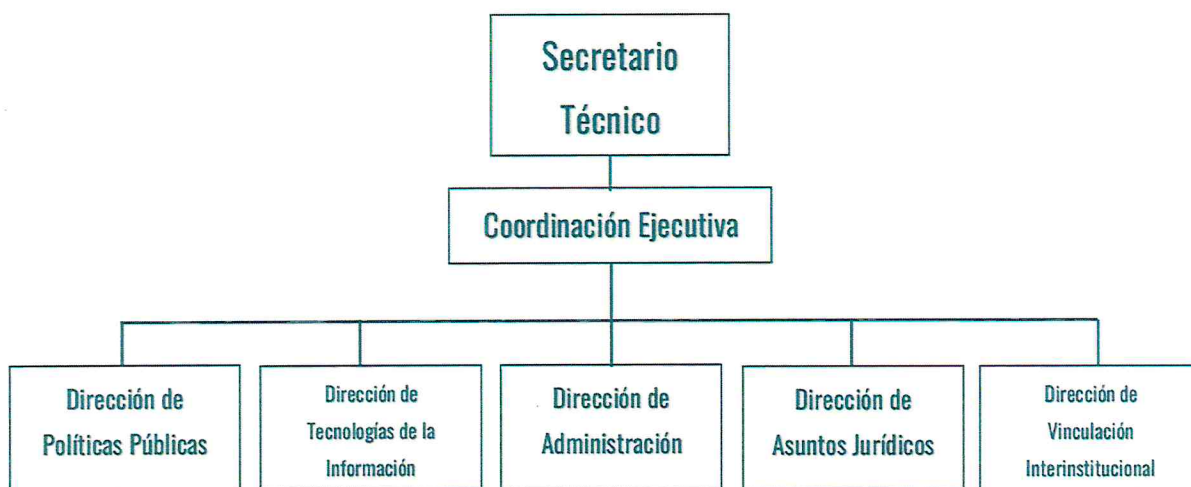 Secretario
Técnico
Coordinación Ejecutiva
Dirección de
Políticas Públicas
Dirección de
Tecnologías de la
Información
Dirección de
Administración
Dirección de
Asuntos Jurídicos
Dirección de
Vinculación
Interinstitucional